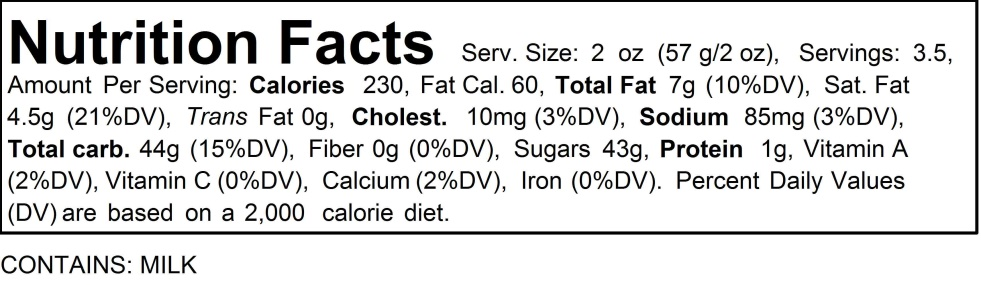 Nutrition Facts Serv. Size: 2 oz (57 g/2 oz), Servings: 3.5,
Amount Per Serving: Calories 230, Fat Cal. 60, Total Fat 7g (10%DV), Sat. Fat
4.5g (21%DV), Trans Fat 0g, Cholest. 10mg (3%DV), Sodium 85mg (3%DV),
Total carb. 44g (15%DV), Fiber 0g (0%DV), Sugars 43g, Protein 1g, Vitamin A
(2%DV), Vitamin C (0%DV), Calcium (2%DV), Iron (0%DV). Percent Daily Values
(DV) are based on a 2,000 calorie diet.
CONTAINS: MILK